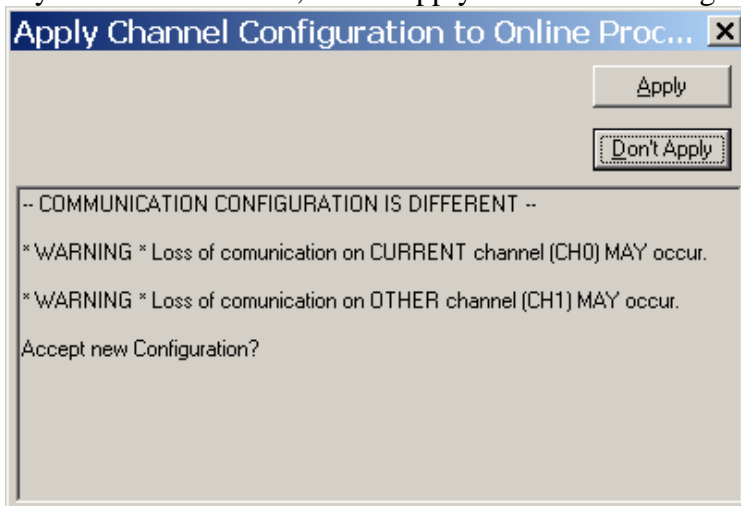 Apply Channel Configuration to Online Proc...
Apply
Don't Apply
-- COMMUNICATION CONFIGURATION IS DIFFERENT --
* WARNING * Loss of comunication on CURRENT channel (CH0) MAY occur.
* WARNING * Loss of comunication on OTHER channel (CH1) MAY occur.
Accept new Configuration?